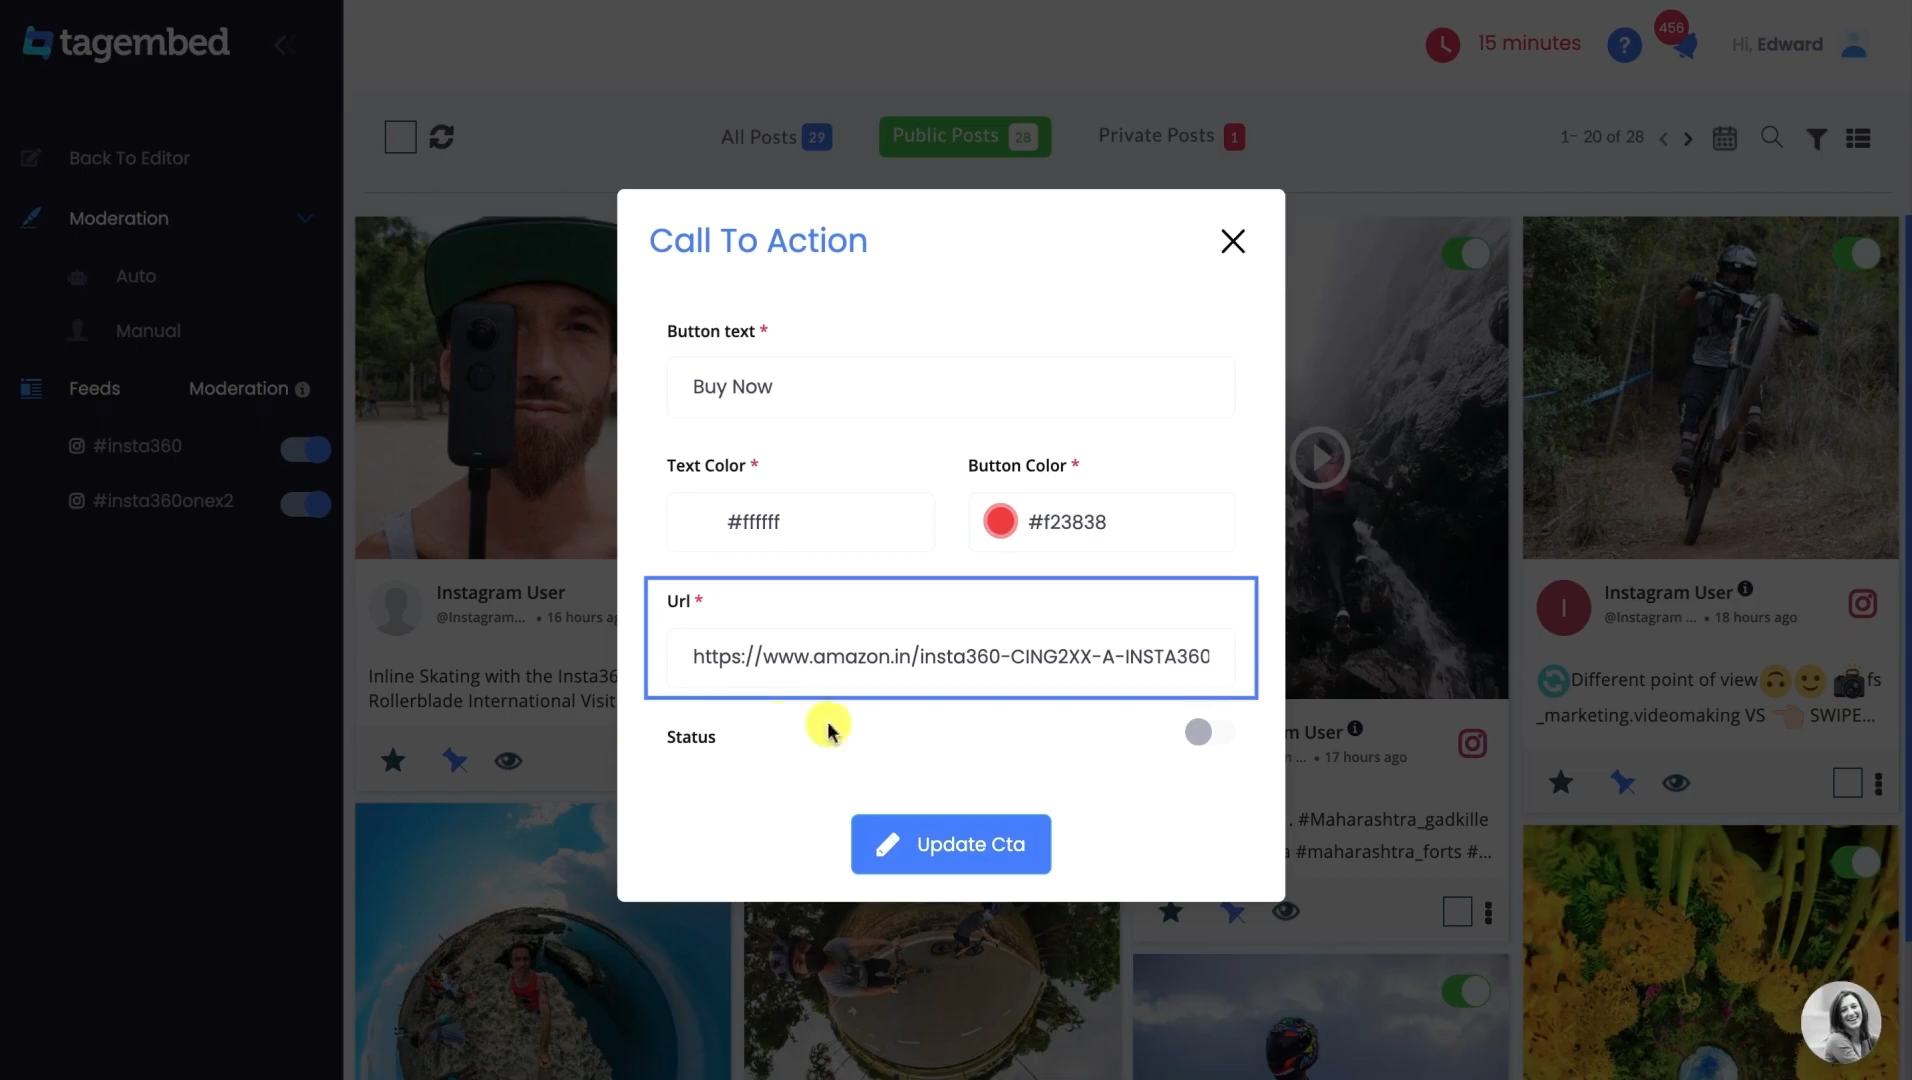 tagembed
15 minutes
?
456
Hi, Edward
Back To Editor
Moderation
Auto
Manual
Feeds Moderation
#insta360
#insta360onex2
All Posts 29
Public Posts 28
Private Posts 1
1- 20 of 28
Call To Action
Button text *
Buy Now
Text Color *
Button Color *
#ffffff
#f23838
Url *
https://www.amazon.in/insta360-CING2XX-A-INSTA360
Status
Update Cta
Instagram User
@Instagram... • 16 hours
Inline Skating with the
Rollerblade International Visit
User
... • 17 hours ago
. #Maharashtra_gadkille
#maharashtra_forts #...
I
Instagram User
@Instagram ... • 18 hours ago
Different point of view fs
_marketing.videomaking VS SWIPE...